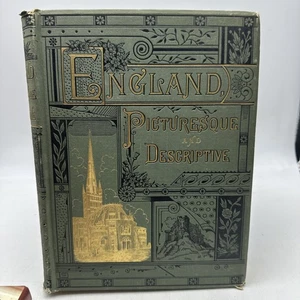 ENGLAND,
PICTURESQUE
AND
DESCRIPTIVE